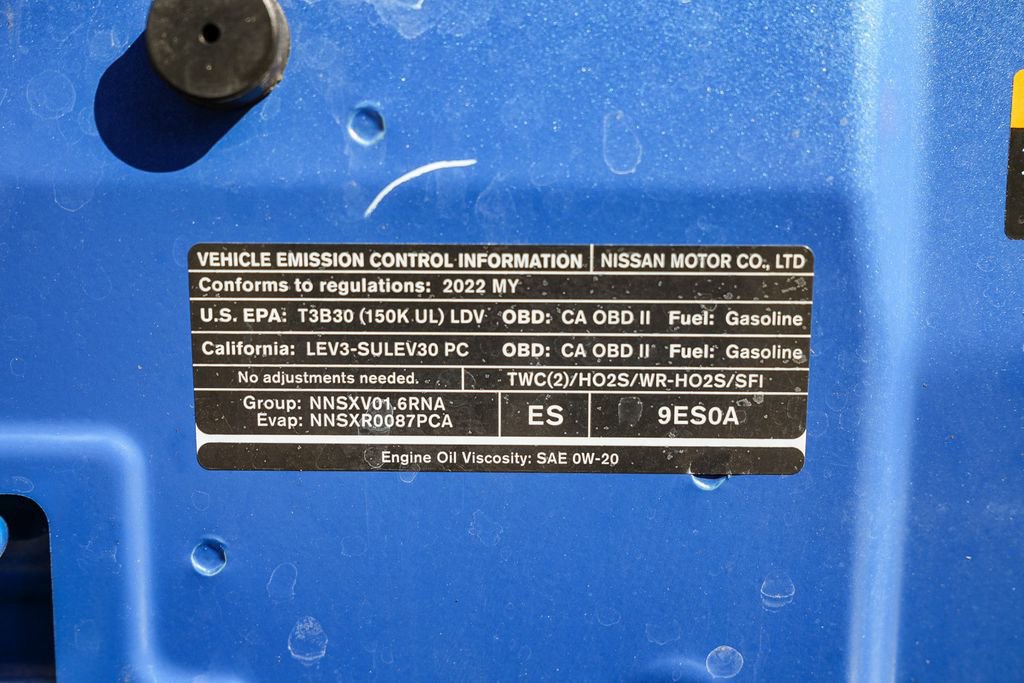 VEHICLE EMISSION CONTROL INFORMATION NISSAN MOTOR CO., LTD
Conforms to regulations: 2022 MY
U.S. EPA: T3B30 (150K UL) LDV OBD: CA OBD II Fuel: Gasoline
California: LEV3-SULEV30 PC OBD: CA OBD II Fuel: Gasoline
No adjustments needed. TWC(2)/HO2S/WR-HO2S/SFI
Group: NNSXV01.6RNA
Evap: NNSXR0087PCA
ES
9ES0A
Engine Oil Viscosity: SAE 0W-20